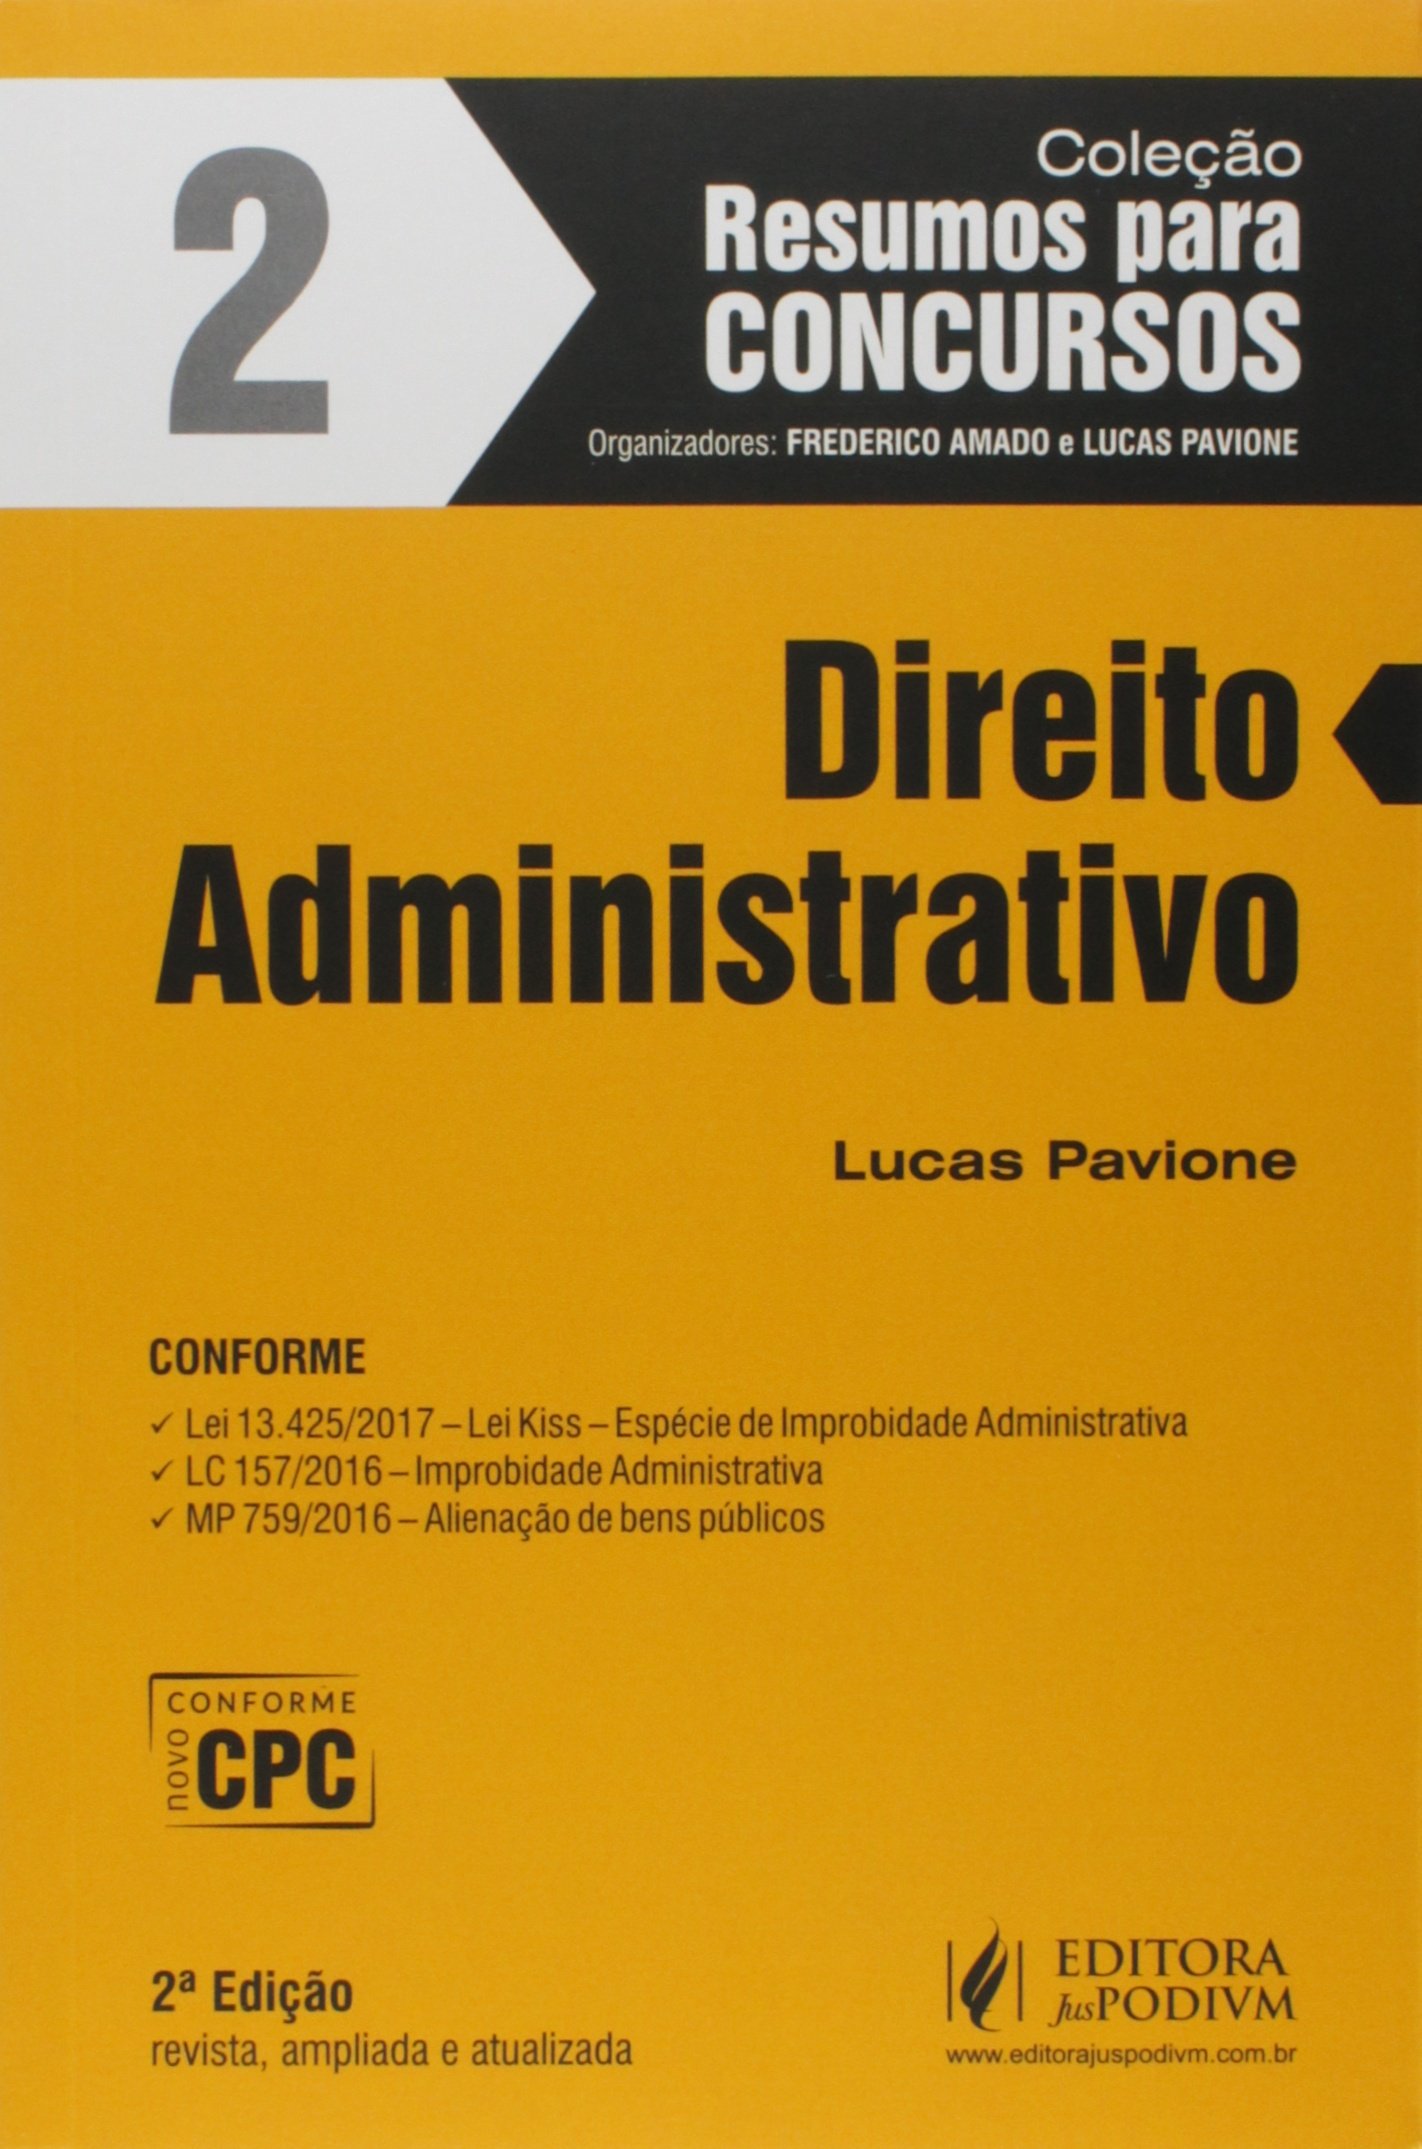 2
Coleção
Resumos para
CONCURSOS
Organizadores: FREDERICO AMADO e LUCAS PAVIONE
Direito
Administrativo
Lucas Pavione
CONFORME
✓ Lei 13.425/2017 – Lei Kiss – Espécie de Improbidade Administrativa
✓ LC 157/2016 – Improbidade Administrativa
✓ MP 759/2016 – Alienação de bens públicos
CONFORME
novo
CPC
2ª Edição
revista, ampliada e atualizada
EDITORA
JusPODIVM
www.editorajuspodivm.com.br